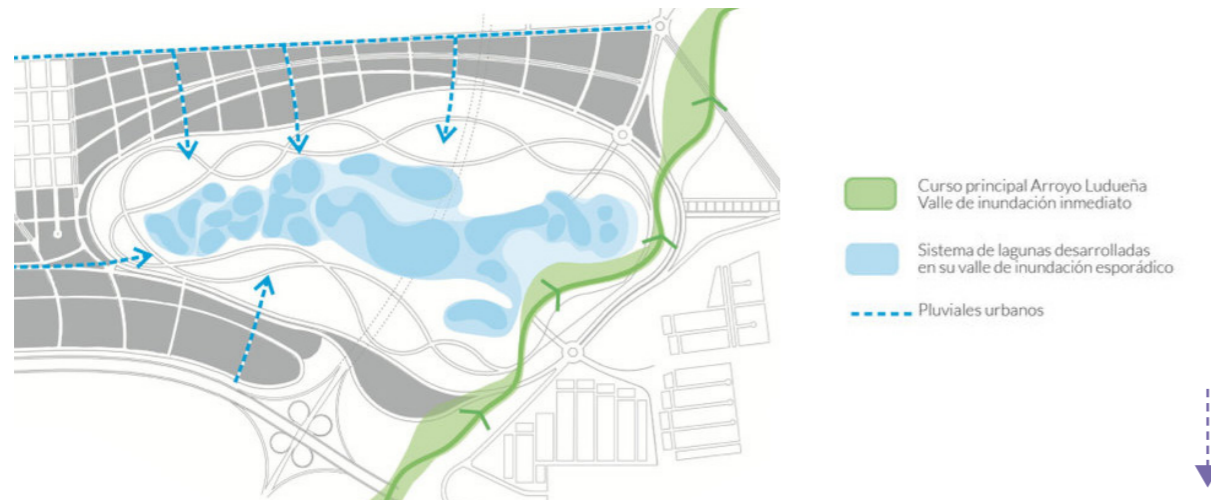 Curso principal Arroyo Ludueña
Valle de inundación inmediato
Sistema de lagunas desarrolladas
en su valle de inundación esporádico
Pluviales urbanos